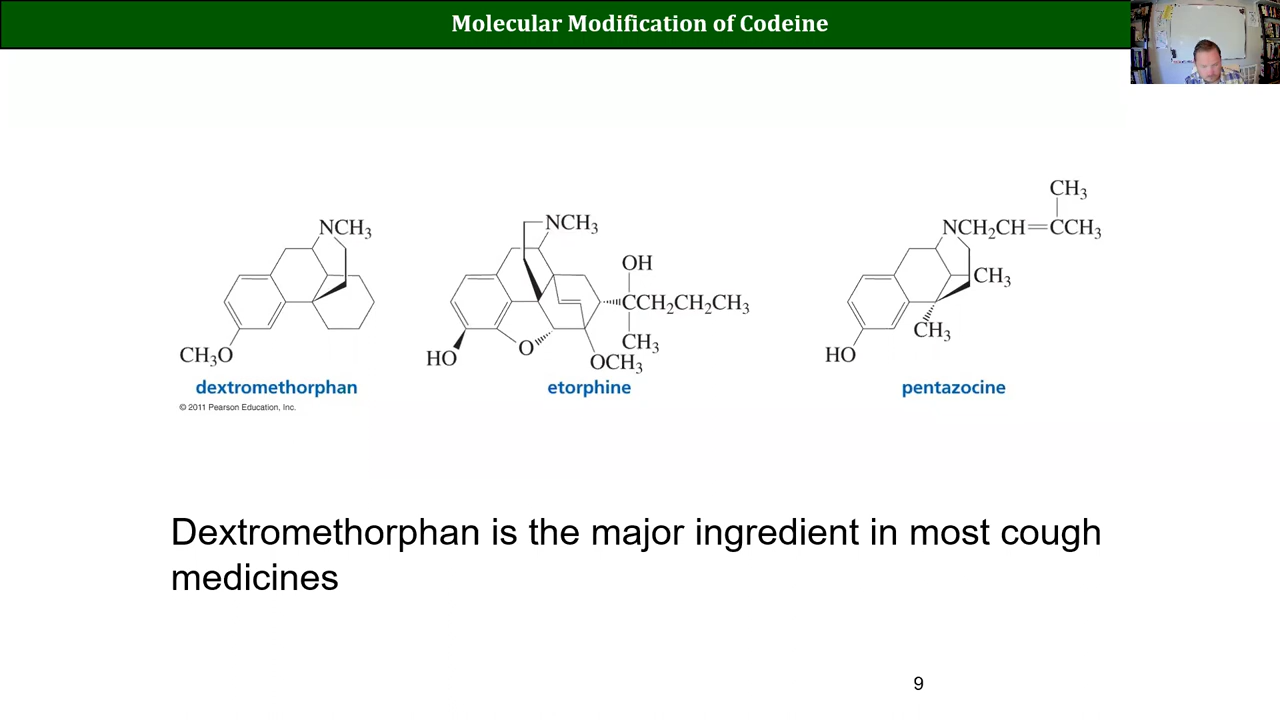 Molecular Modification of Codeine
NCH₃
CH₃O
dextromethorphan
© 2011 Pearson Education, Inc.
NCH₃
OH
CCH₂CH₂CH₃
CH₃
OCH₃
O
HO
etorphine
CH₃
NCH₂CH=CCH₃
CH₃
CH₃
HO
pentazocine
Dextromethorphan is the major ingredient in most cough
medicines
9